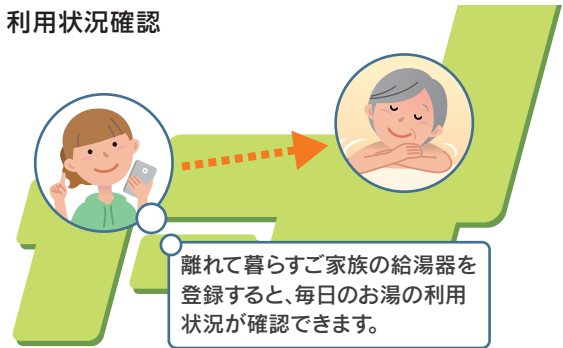 利用状況確認
離れて暮らすご家族の給湯器を
登録すると、毎日のお湯の利用
状況が確認できます。